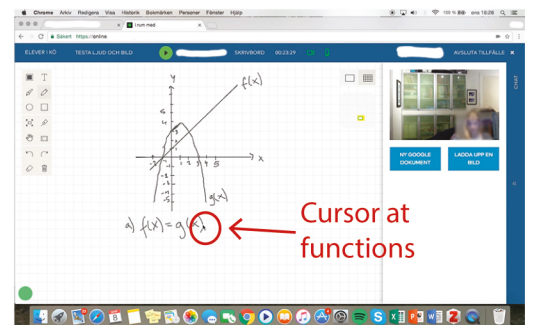 Chrome Arkiv Redigera Visa Historik Bokmärken Personer Fönster Hjälp
100 % ons 18:26
I rum med
Säkert https://online
ELEVER I KÖ TESTA LJUD OCH BILD SKRIVBORD 00:23:29 AVSLUTA TILLFÄLLE
CHAT
NY GOOGLE DOKUMENT
LADDA UPP EN BILD
y
f(x)
x
g(x)
a) f(x) = g(x)
Cursor at
functions